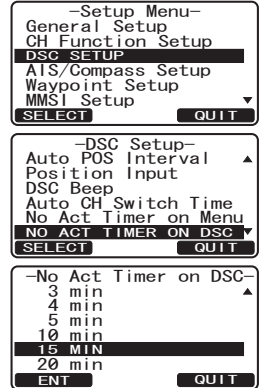 -Setup Menu-
General Setup
CH Function Setup
DSC SETUP
AIS/Compass Setup
Waypoint Setup
MMSI Setup
SELECT QUIT
-DSC Setup-
Auto POS Interval
Position Input
DSC Beep
Auto CH Switch Time
No Act Timer on Menu
NO ACT TIMER ON DSC
SELECT QUIT
-No Act Timer on DSC-
3 min
4 min
5 min
10 min
15 MIN
20 min
ENT QUIT